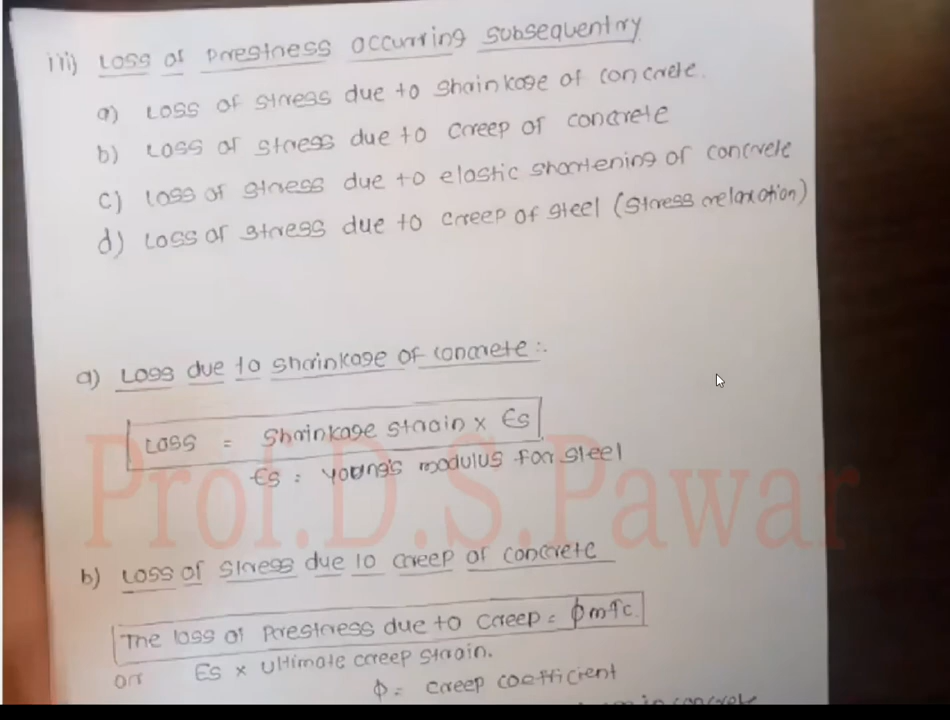 iii) Loss of prestress occurring subsequently
a) Loss of stress due to shrinkage of concrete.
b) Loss of stress due to creep of concrete
c) Loss of stress due to elastic shortening of concrete
d) Loss of stress due to creep of steel (stress relaxation)
a) Loss due to shrinkage of concrete :-
Loss = shrinkage strain x Es
Es = young's modulus for steel
Prof.D.S.Pawar
b) Loss of stress due to creep of concrete
The loss of prestress due to creep = ϕmfc.
or Es x ultimate creep strain.
ϕ = creep coefficient
in concrete